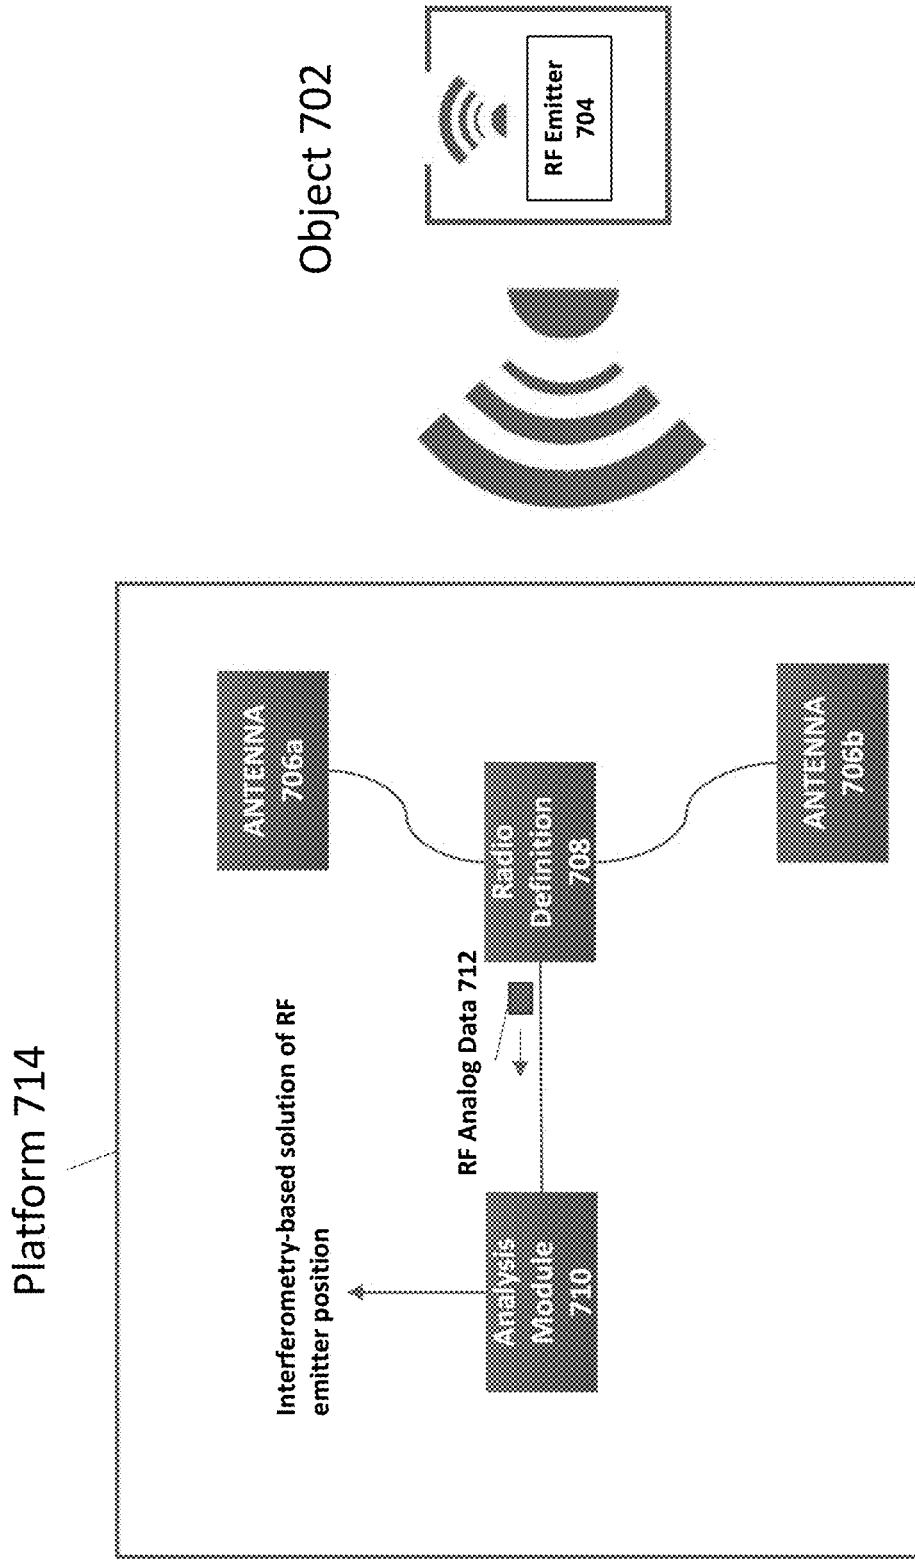 Platform 714
Object 702
Interferometry-based solution of RF
emitter position
ANTENNA
706a
RF Emitter
704
RF Analog Data 712
Analysis
Module
710
Radio
Definition
708
ANTENNA
706b